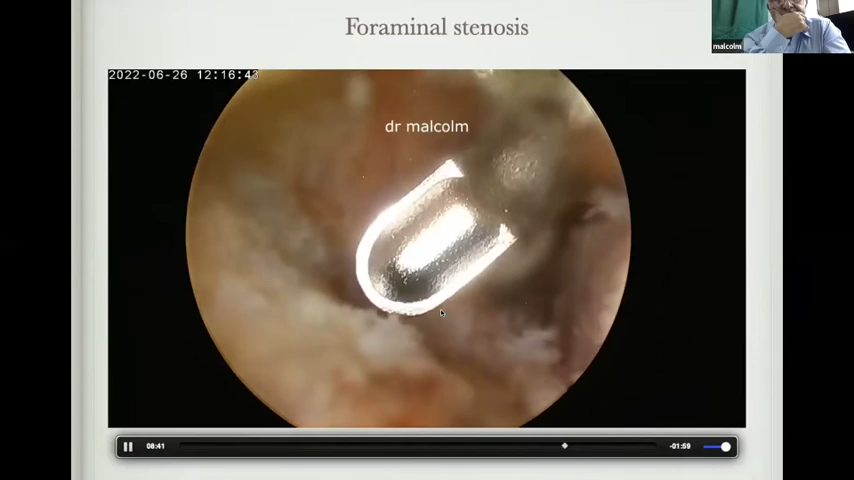 Foraminal stenosis
malcolm
2022-06-26 12:16:43
dr malcolm
08:41
-01:59